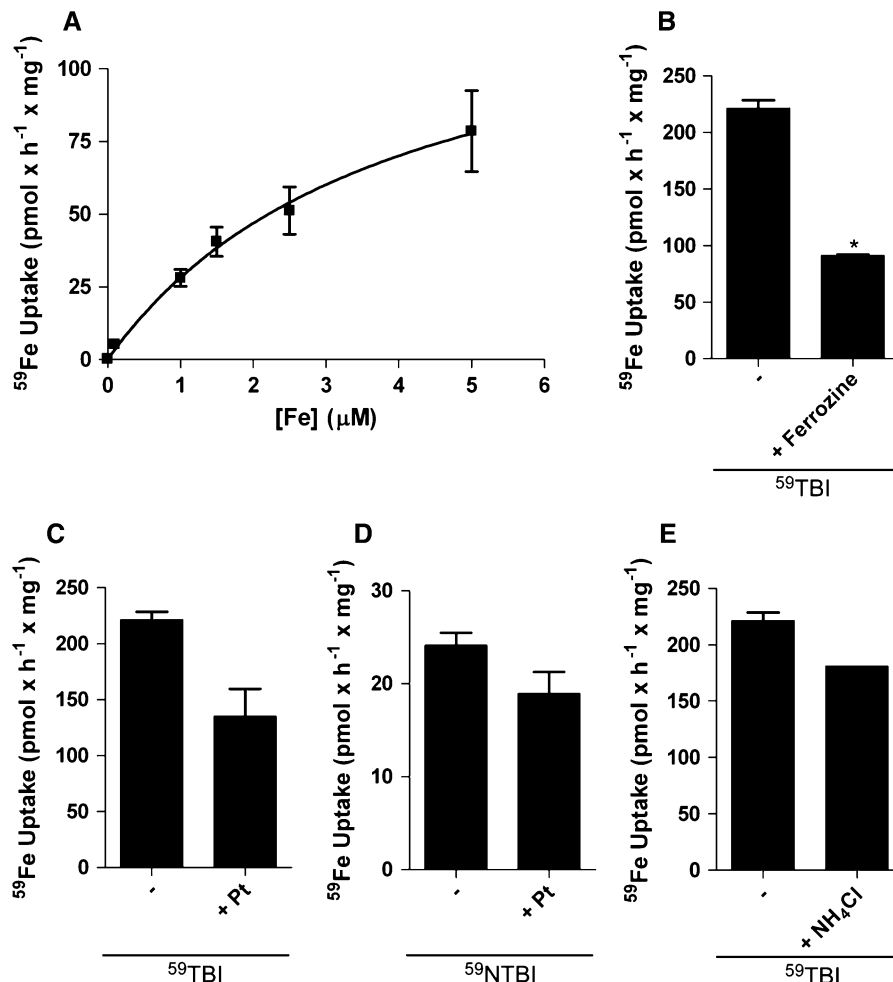 A
⁵⁹Fe Uptake (pmol x h⁻¹ x mg⁻¹)
100
75
50
25
0
0 1 2 3 4 5 6
[Fe] (µM)
B
⁵⁹Fe Uptake (pmol x h⁻¹ x mg⁻¹)
250
200
150
100
50
0
*
-
+ Ferrozine
⁵⁹TBI
C
⁵⁹Fe Uptake (pmol x h⁻¹ x mg⁻¹)
250
200
150
100
50
0
-
+ Pt
⁵⁹TBI
D
⁵⁹Fe Uptake (pmol x h⁻¹ x mg⁻¹)
30
20
10
0
-
+ Pt
⁵⁹NTBI
E
⁵⁹Fe Uptake (pmol x h⁻¹ x mg⁻¹)
250
200
150
100
50
0
-
+ NH₄Cl
⁵⁹TBI